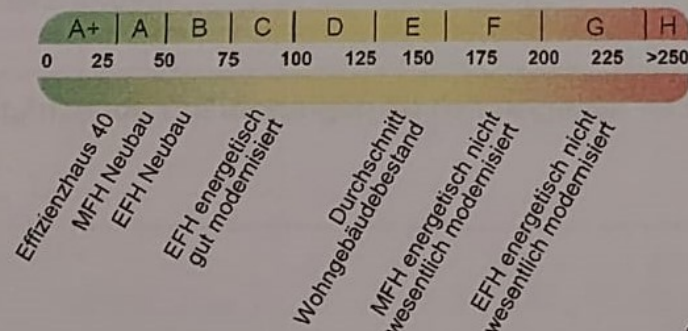 A+ A B C D E F G H
0 25 50 75 100 125 150 175 200 225 >250
Effizienzhaus 40
MFH Neubau
EFH Neubau
EFH energetisch
gut modernisiert
Durchschnitt
Wohngebäudebestand
MFH energetisch nicht
wesentlich modernisiert
EFH energetisch nicht
wesentlich modernisiert